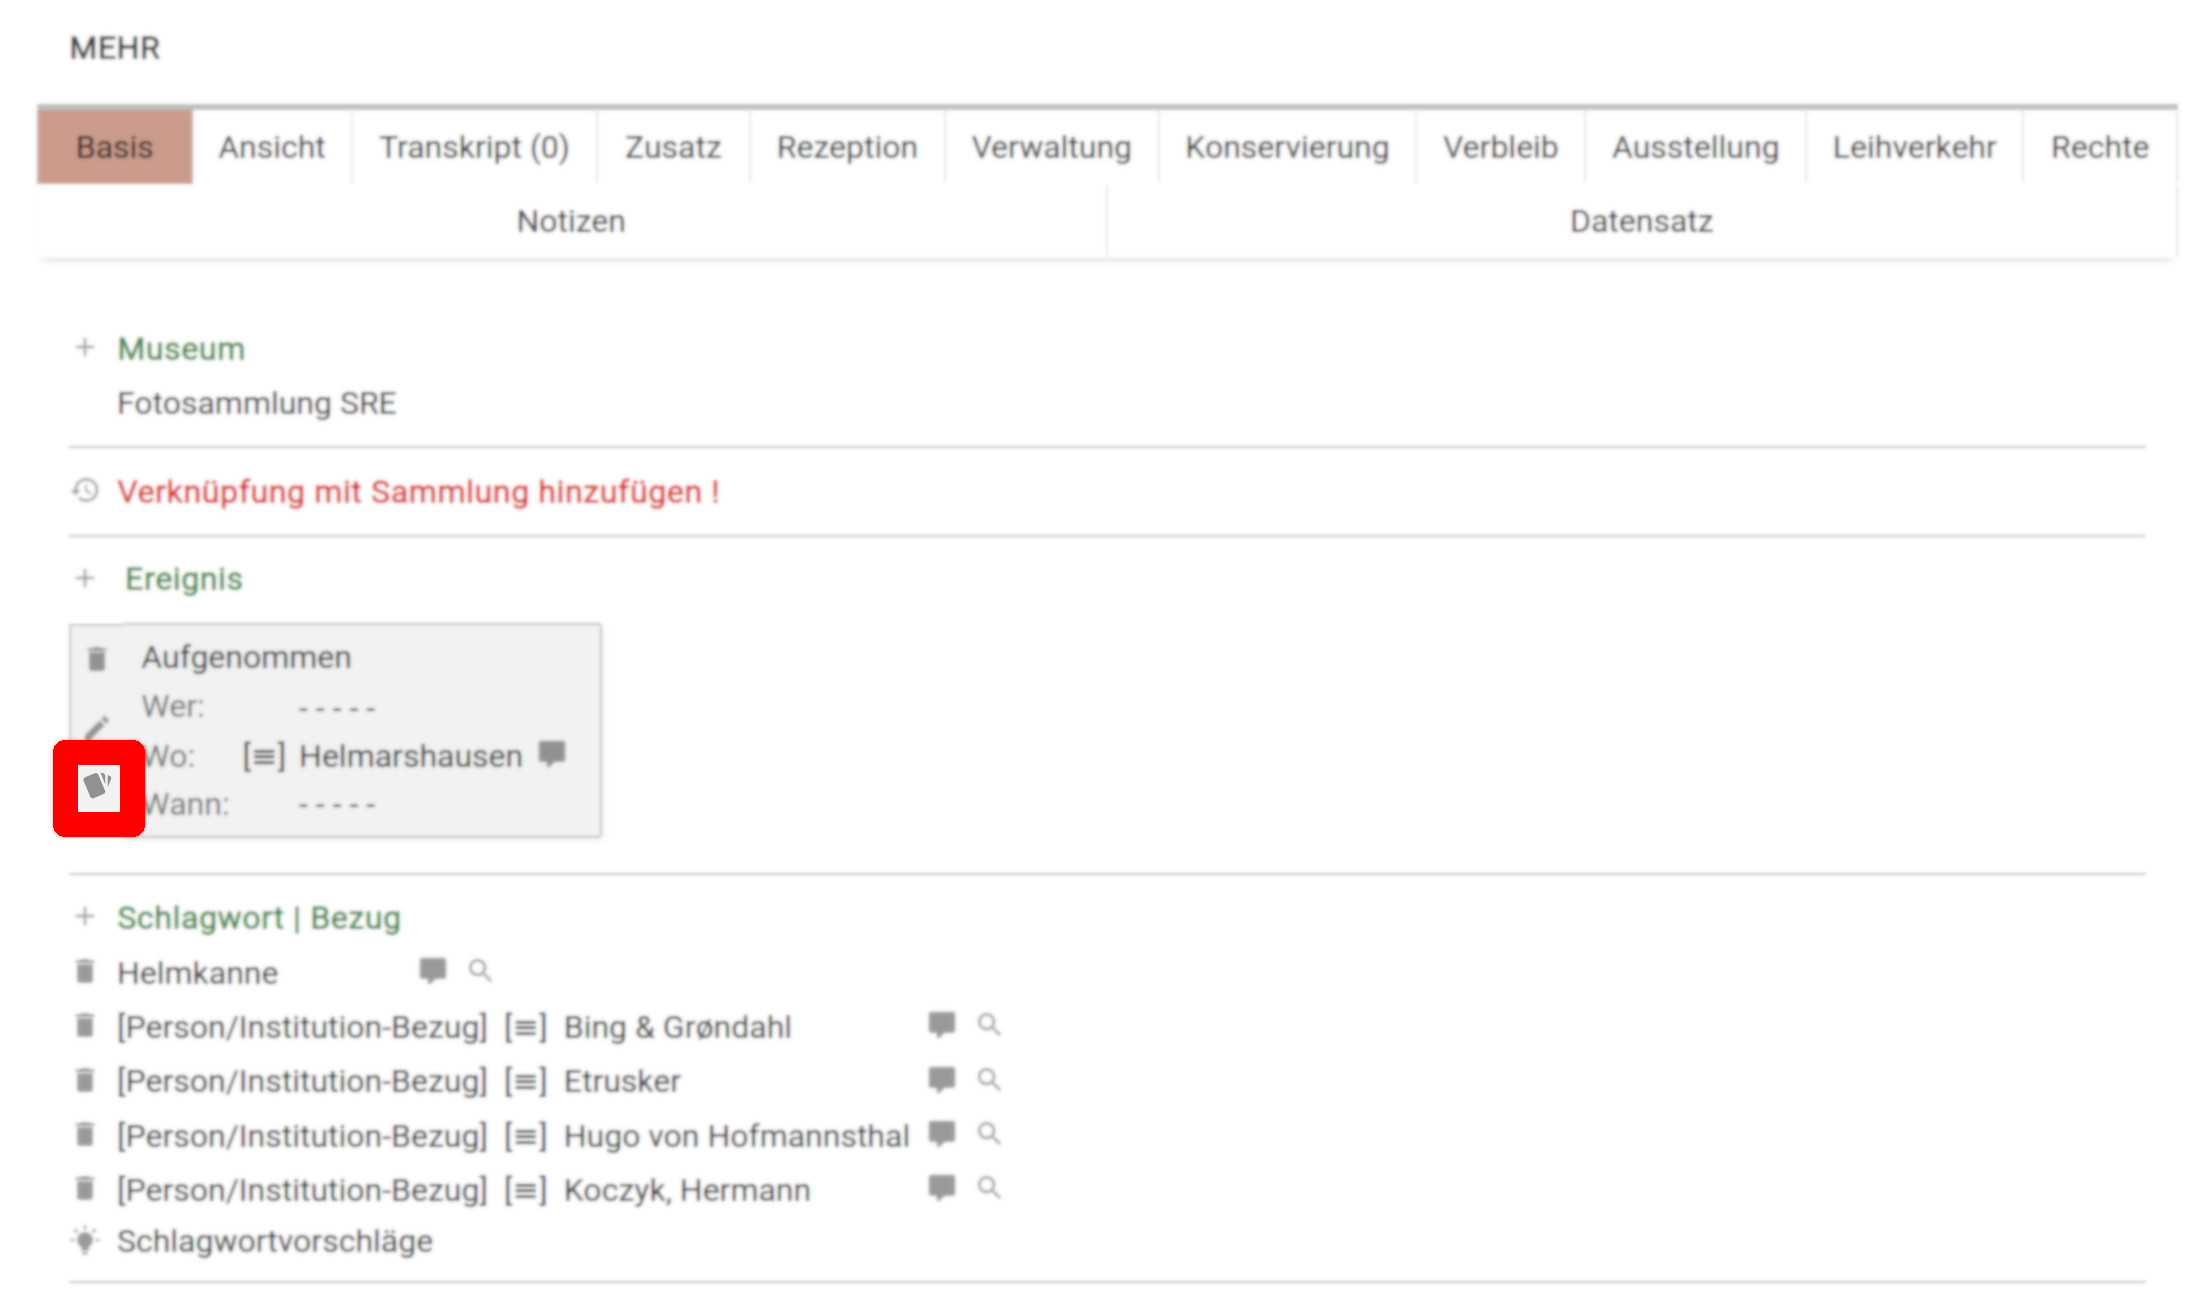 MEHR
Basis Ansicht Transkript (0) Zusatz Rezeption Verwaltung Konservierung Verbleib Ausstellung Leihverkehr Rechte
Notizen Datensatz
Museum
Fotosammlung SRE
Verknüpfung mit Sammlung hinzufügen !
Ereignis
Aufgenommen
Wer: - - - - -
Wo: [≡] Helmarshausen
Wann: - - - - -
Schlagwort | Bezug
Helmkanne
[Person/Institution-Bezug] [≡] Bing & Grøndahl
[Person/Institution-Bezug] [≡] Etrusker
[Person/Institution-Bezug] [≡] Hugo von Hofmannsthal
[Person/Institution-Bezug] [≡] Koczyk, Hermann
Schlagwortvorschläge